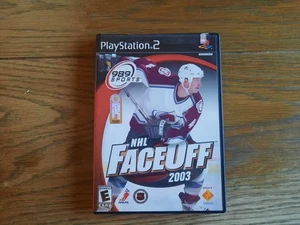 PlayStation.2
989
SPORTS
NHL
FACEOFF
2003
E